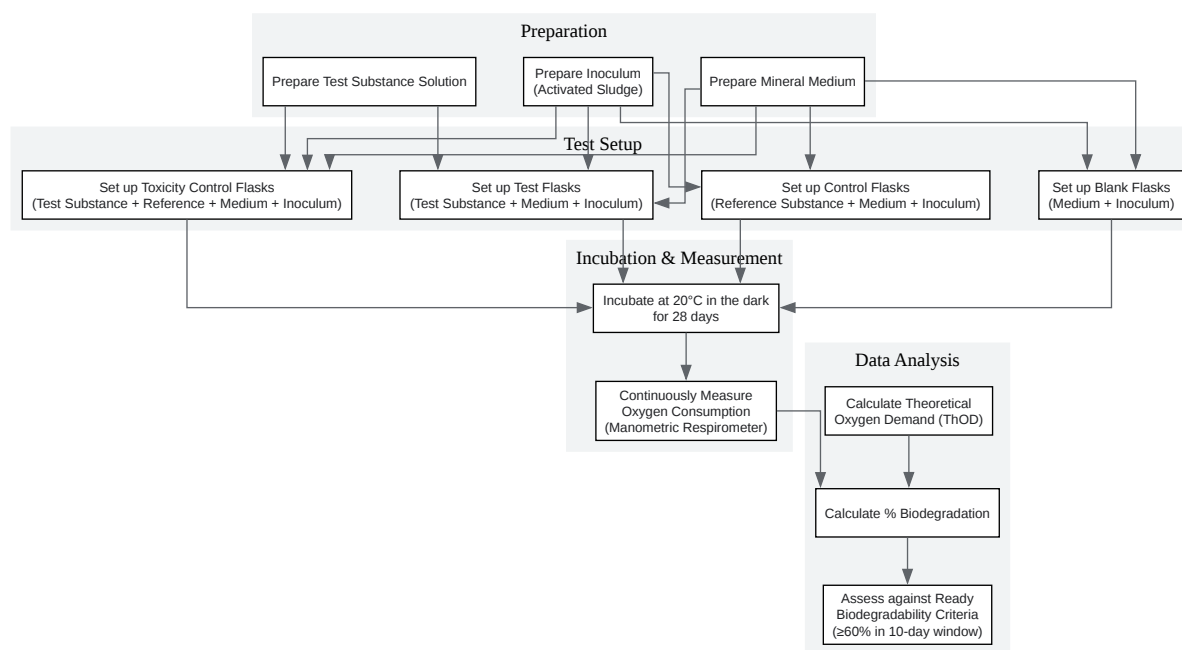 Preparation
Prepare Test Substance Solution
Prepare Inoculum
(Activated Sludge)
Prepare Mineral Medium
Test Setup
Set up Toxicity Control Flasks
(Test Substance + Reference + Medium + Inoculum)
Set up Test Flasks
(Test Substance + Medium + Inoculum)
Set up Control Flasks
(Reference Substance + Medium + Inoculum)
Set up Blank Flasks
(Medium + Inoculum)
Incubation & Measurement
Incubate at 20°C in the dark
for 28 days
Continuously Measure
Oxygen Consumption
(Manometric Respirometer)
Data Analysis
Calculate Theoretical
Oxygen Demand (ThOD)
Calculate % Biodegradation
Assess against Ready
Biodegradability Criteria
(≥60% in 10-day window)